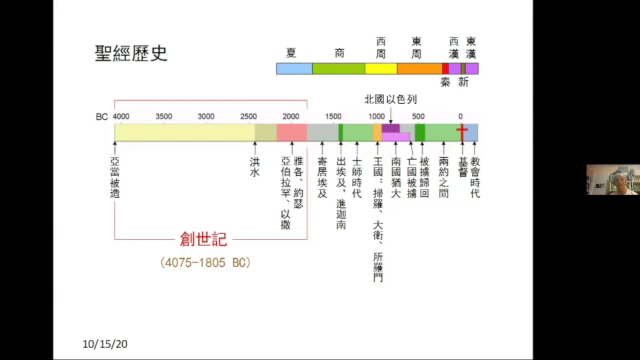 聖經歷史
夏
商
西周
東周
西漢
東漢
秦
新
北國以色列
BC 4000 3500 3000 2500 2000 1500 1000 500 0
亞當被造
洪水
亞伯拉罕、以撒
雅各、約瑟
寄居埃及
出埃及，進迦南
士師時代
王國：掃羅、大衛、所羅門
南國猶大
亡國被擄
被擄歸回
兩約之間
基督
教會時代
創世記
(4075-1805 BC)
10/15/20